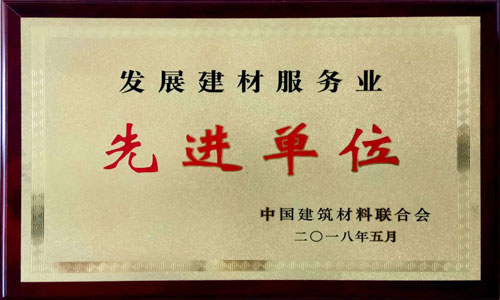 发展建材服务业
先进单位
中国建筑材料联合会
二〇一八年五月